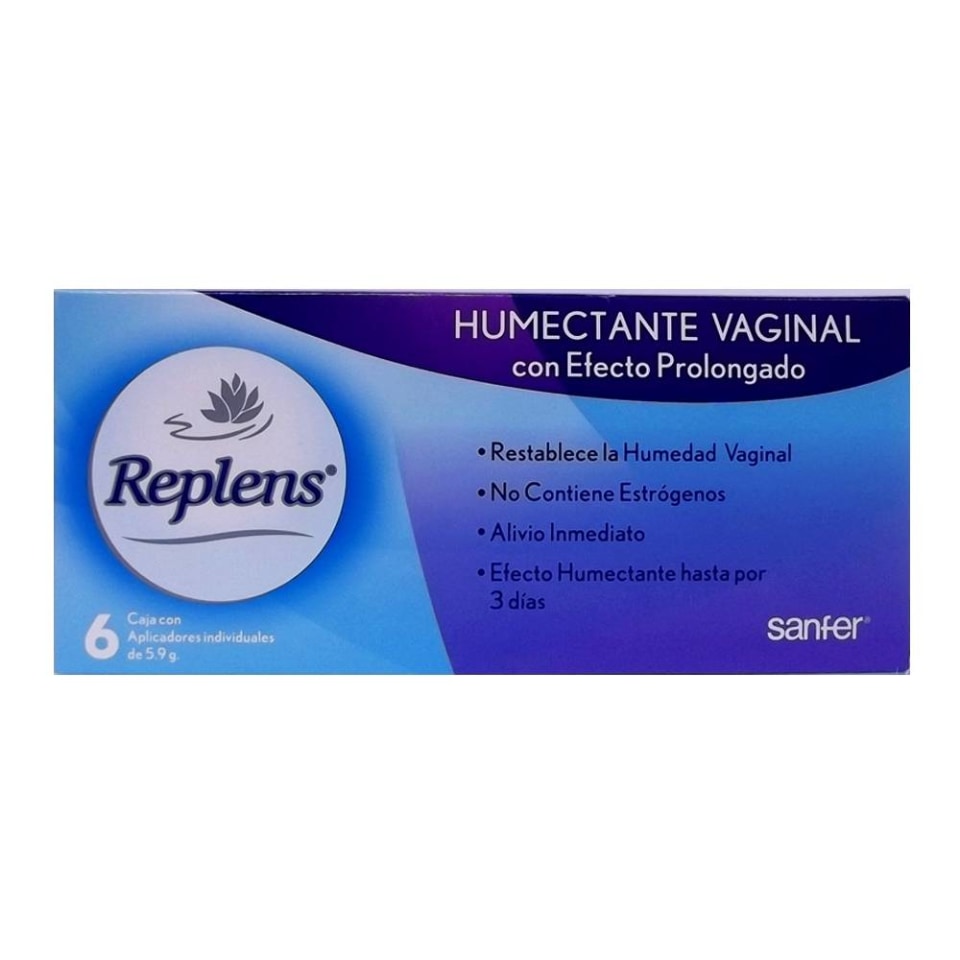 HUMECTANTE VAGINAL
con Efecto Prolongado
Replens®
• Restablece la Humedad Vaginal
• No Contiene Estrógenos
• Alivio Inmediato
• Efecto Humectante hasta por
3 días
6 Caja con
Aplicadores individuales
de 5.9 g.
sanfer®